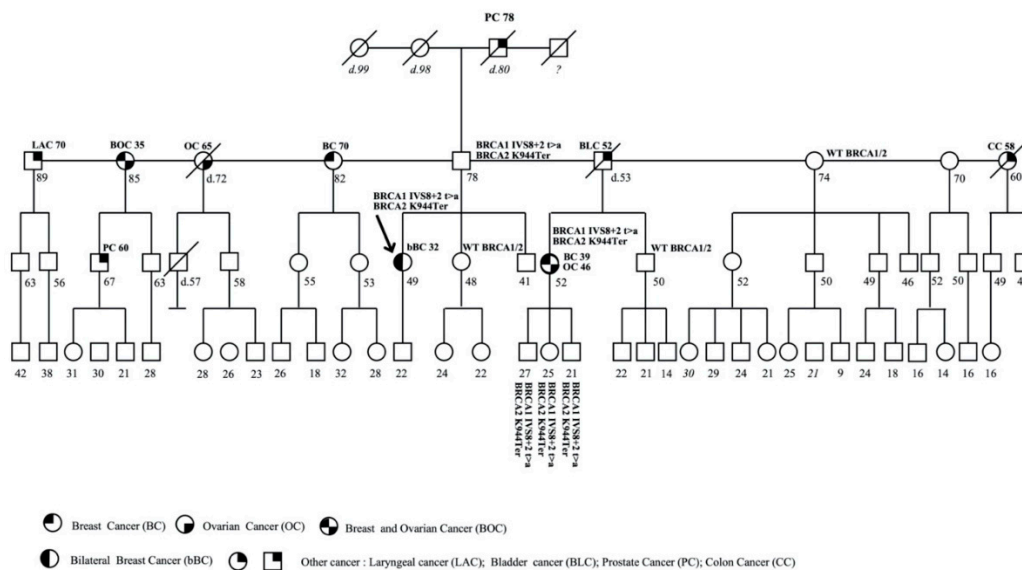 PC 78
d.99 d.98 d.80 ?
LAC 70 BOC 35 OC 65 BC 70 BRCA1 IVS8+2 t>a BLC 52 WT BRCA1/2 CC 58
BRCA2 K944Ter
89 85 d.72 82 78 d.53 74 70 60
BRCA1 IVS8+2 t>a
BRCA2 K944Ter
BRCA1 IVS8+2 t>a
BRCA2 K944Ter
PC 60 bBC 32 WT BRCA1/2 BC 39 WT BRCA1/2
OC 46
63 56 67 63 d.57 58 55 53 49 48 41 52 50 52 50 49 46 52 50 49
42 38 31 30 21 28 28 26 23 26 18 32 28 22 24 22 27 25 21 22 21 14 30 29 24 21 25 21 9 24 18 16 14 16 16
BRCA1 IVS8+2 t>a
BRCA2 K944Ter
BRCA1 IVS8+2 t>a
BRCA2 K944Ter
BRCA1 IVS8+2 t>a
BRCA2 K944Ter
Breast Cancer (BC) Ovarian Cancer (OC) Breast and Ovarian Cancer (BOC)
Bilateral Breast Cancer (bBC) Other cancer : Laryngeal cancer (LAC); Bladder cancer (BLC); Prostate Cancer (PC); Colon Cancer (CC)